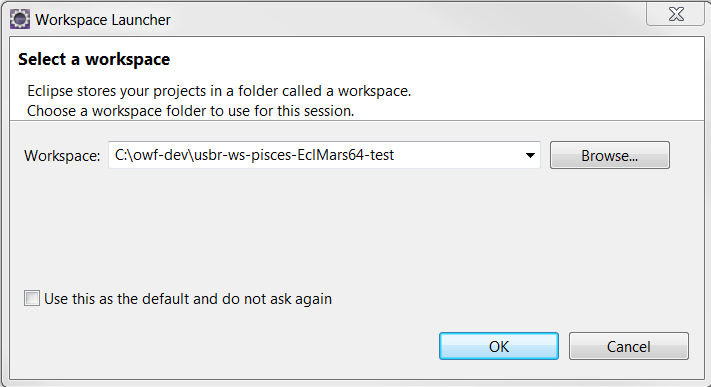 Workspace Launcher
Select a workspace
Eclipse stores your projects in a folder called a workspace.
Choose a workspace folder to use for this session.
Workspace: C:\owf-dev\usbr-ws-pisces-EclMars64-test Browse...
Use this as the default and do not ask again
OK Cancel